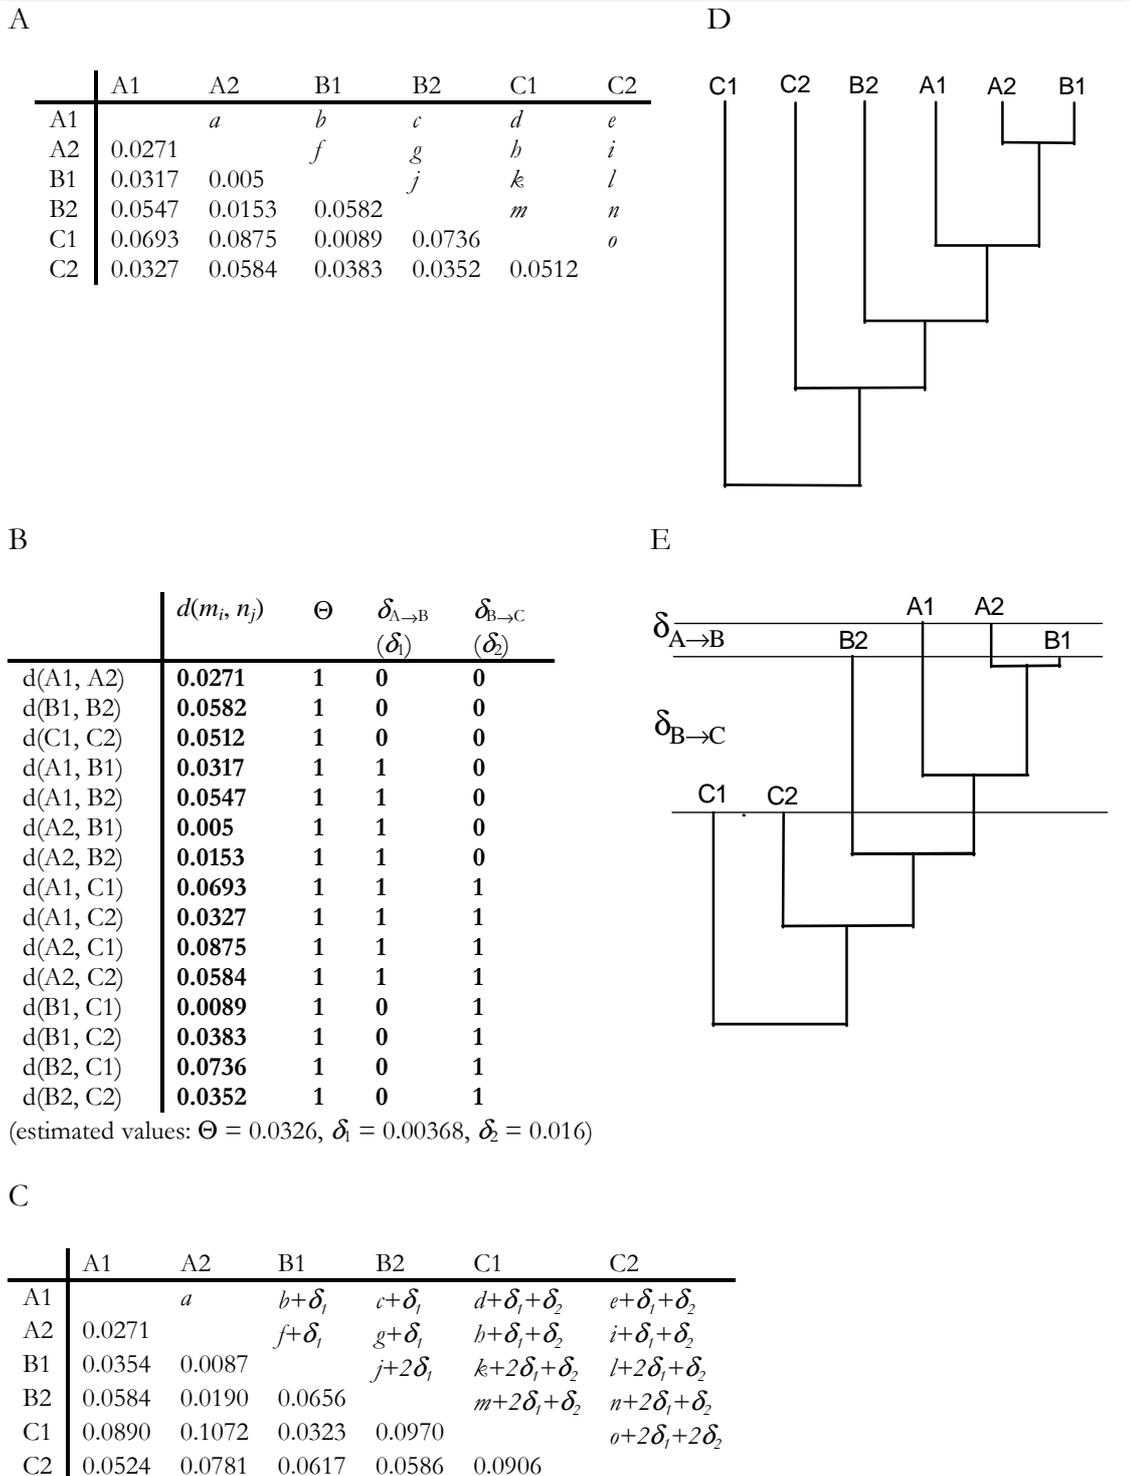 A
A1 A2 B1 B2 C1 C2
A1 a b c d e
A2 0.0271 f g h i
B1 0.0317 0.005 j k l
B2 0.0547 0.0153 0.0582 m n
C1 0.0693 0.0875 0.0089 0.0736 o
C2 0.0327 0.0584 0.0383 0.0352 0.0512
D
C1 C2 B2 A1 A2 B1
B
d(mᵢ, nⱼ) Θ δA→B δB→C
(δ₁) (δ₂)
d(A1, A2) 0.0271 1 0 0
d(B1, B2) 0.0582 1 0 0
d(C1, C2) 0.0512 1 0 0
d(A1, B1) 0.0317 1 1 0
d(A1, B2) 0.0547 1 1 0
d(A2, B1) 0.005 1 1 0
d(A2, B2) 0.0153 1 1 0
d(A1, C1) 0.0693 1 1 1
d(A1, C2) 0.0327 1 1 1
d(A2, C1) 0.0875 1 1 1
d(A2, C2) 0.0584 1 1 1
d(B1, C1) 0.0089 1 0 1
d(B1, C2) 0.0383 1 0 1
d(B2, C1) 0.0736 1 0 1
d(B2, C2) 0.0352 1 0 1
(estimated values: Θ = 0.0326, δ₁ = 0.00368, δ₂ = 0.016)
E
A1 A2
δA→B
B2 B1
δB→C
C1 C2
C
A1 A2 B1 B2 C1 C2
A1 a b+δ₁ c+δ₁ d+δ₁+δ₂ e+δ₁+δ₂
A2 0.0271 f+δ₁ g+δ₁ h+δ₁+δ₂ i+δ₁+δ₂
B1 0.0354 0.0087 j+2δ₁ k+2δ₁+δ₂ l+2δ₁+δ₂
B2 0.0584 0.0190 0.0656 m+2δ₁+δ₂ n+2δ₁+δ₂
C1 0.0890 0.1072 0.0323 0.0970 o+2δ₁+2δ₂
C2 0.0524 0.0781 0.0617 0.0586 0.0906